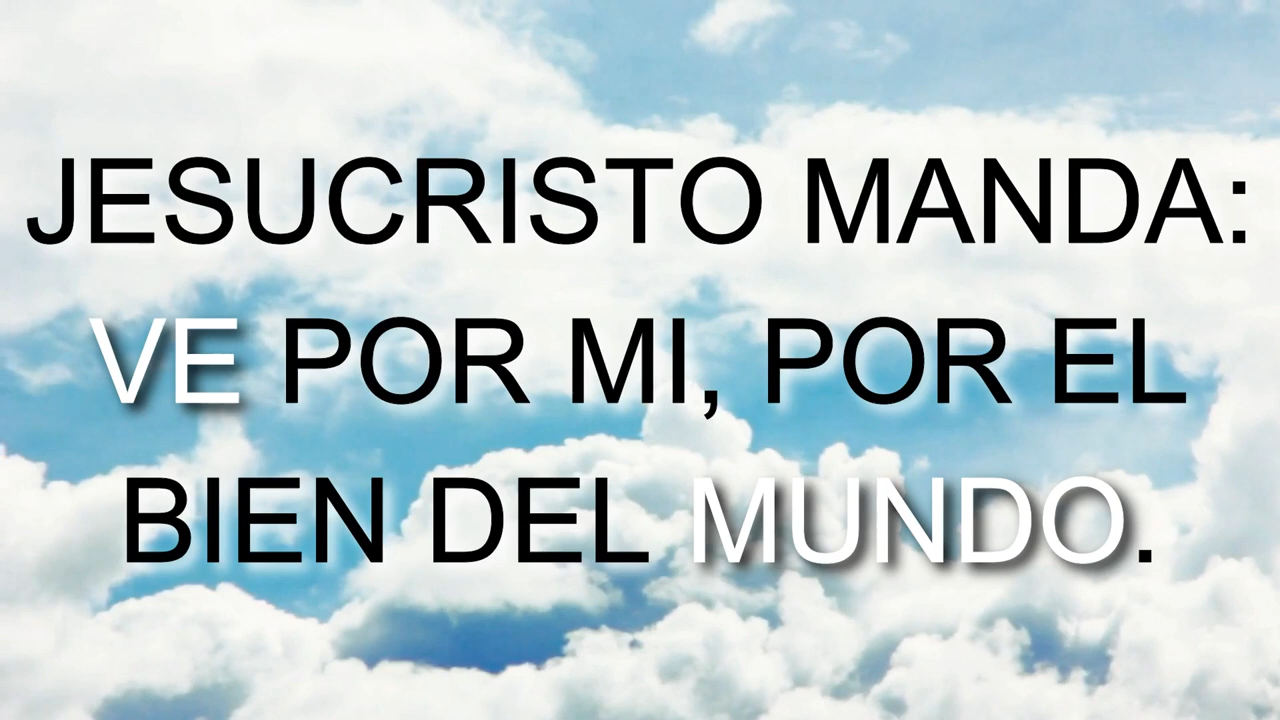 JESUCRISTO MANDA:
VE POR MI, POR EL
BIEN DEL MUNDO.